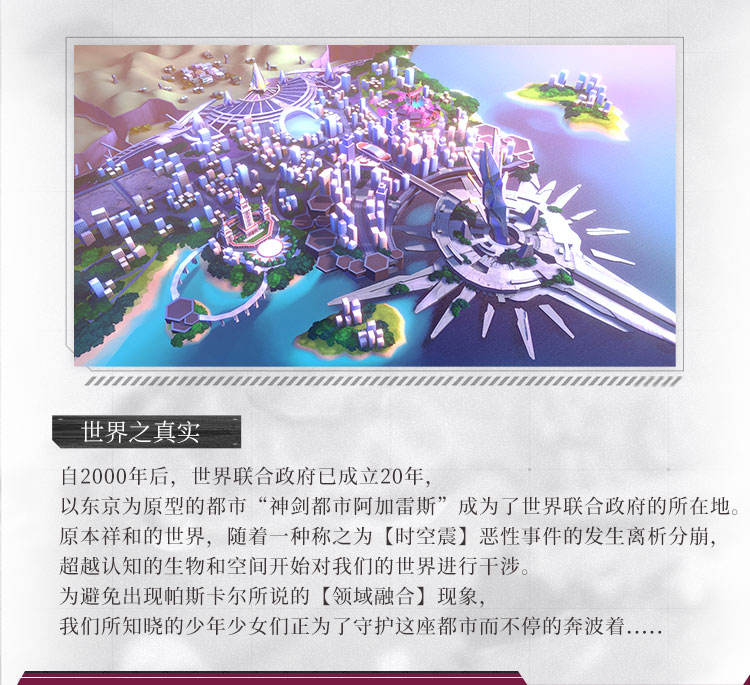 世界之真实
自2000年后，世界联合政府已成立20年，
以东京为原型的都市“神剑都市阿加雷斯”成为了世界联合政府的所在地。
原本祥和的世界，随着一种称之为【时空震】恶性事件的发生离析分崩，
超越认知的生物和空间开始对我们的世界进行干涉。
为避免出现帕斯卡尔所说的【领域融合】现象，
我们所知晓的少年少女们正为了守护这座都市而不停的奔波着.....